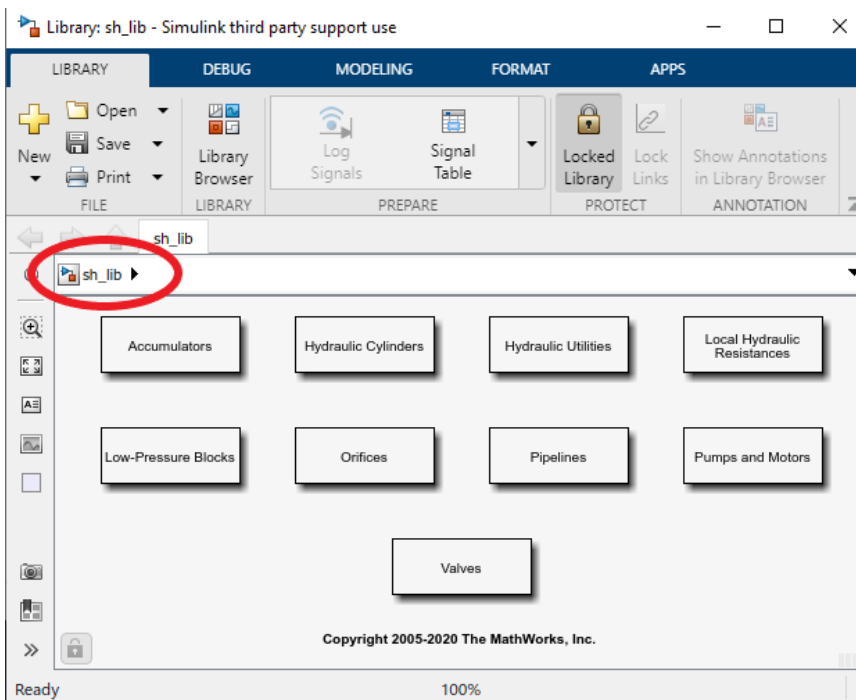 Library: sh_lib - Simulink third party support use
LIBRARY DEBUG MODELING FORMAT APPS
New
Open
Save
Print
FILE
Library
Browser
LIBRARY
Log
Signals
Signal
Table
PREPARE
Locked
Library
Lock
Links
PROTECT
Show Annotations
in Library Browser
ANNOTATION
sh_lib
sh_lib
Accumulators
Hydraulic Cylinders
Hydraulic Utilities
Local Hydraulic
Resistances
Low-Pressure Blocks
Orifices
Pipelines
Pumps and Motors
Valves
Copyright 2005-2020 The MathWorks, Inc.
Ready 100%